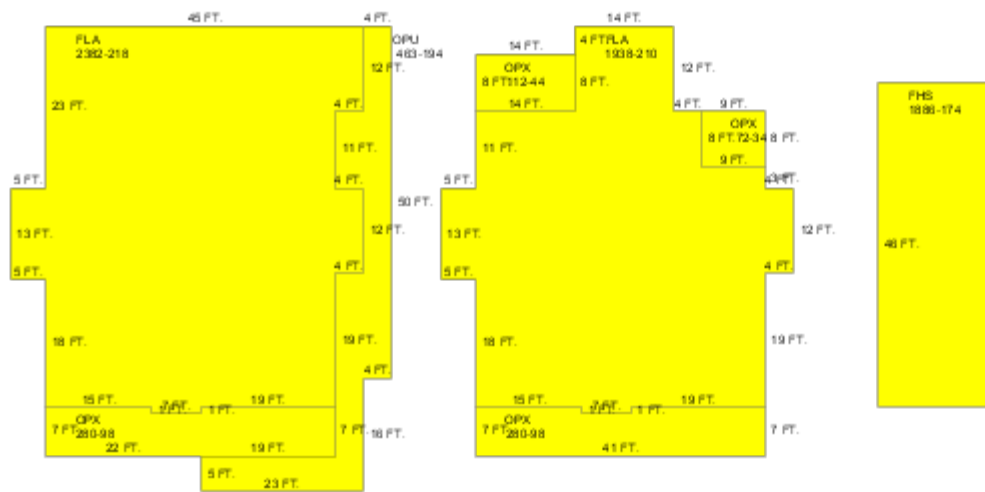 45 FT.
4 FT.
FLA
2382-218
OPU
463-194
12 FT.
23 FT.
4 FT.
11 FT.
5 FT.
4 FT.
50 FT.
13 FT.
12 FT.
5 FT.
4 FT.
18 FT.
19 FT.
4 FT.
15 FT.
7 FT.
1 FT.
19 FT.
OPX
280-98
7 FT.
7 FT.
16 FT.
22 FT.
19 FT.
5 FT.
23 FT.
14 FT.
14 FT.
4 FT.
FLA
1938-210
OPX
8 FT.
112-44
8 FT.
12 FT.
14 FT.
4 FT.
9 FT.
OPX
8 FT.
72-34
8 FT.
11 FT.
9 FT.
5 FT.
4 FT.
13 FT.
12 FT.
5 FT.
4 FT.
18 FT.
19 FT.
15 FT.
7 FT.
1 FT.
19 FT.
OPX
7 FT.
280-98
7 FT.
41 FT.
FHS
1886-174
46 FT.